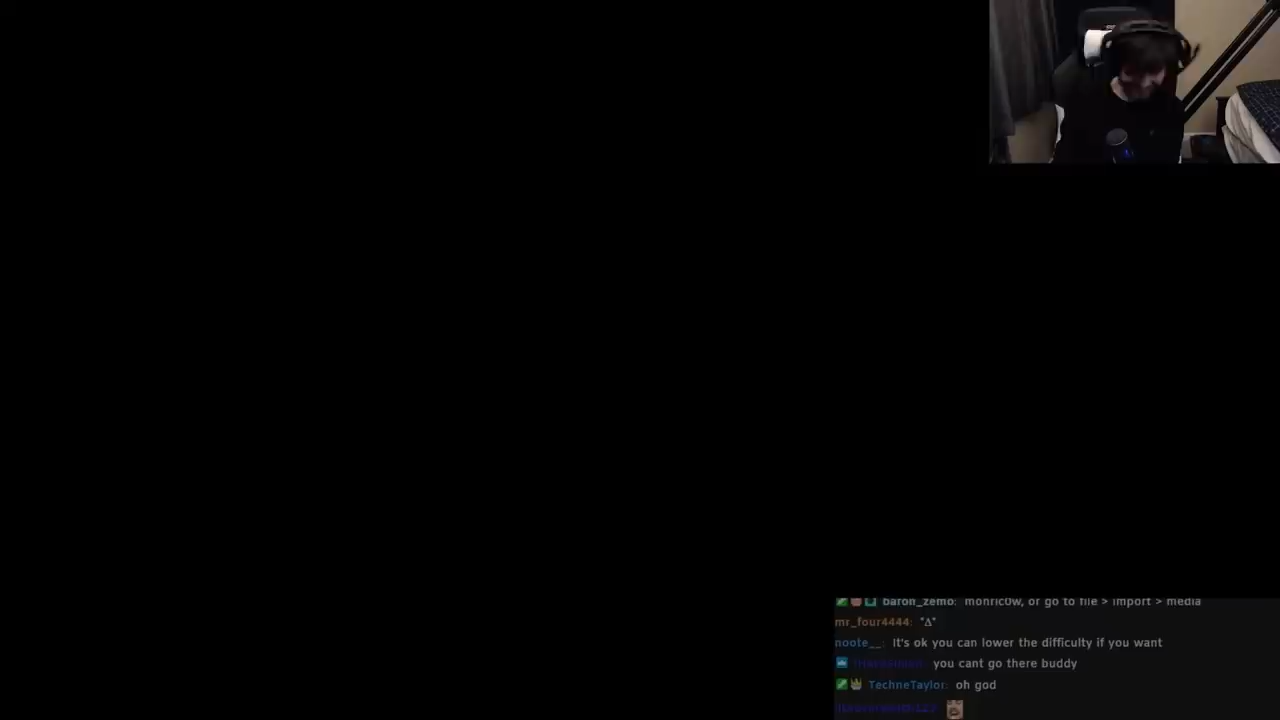 baron_zemo: monric0w, or go to file > import > media
mr_four4444: "Δ"
noote__: It's ok you can lower the difficulty if you want
you cant go there buddy
TechneTaylor: oh god